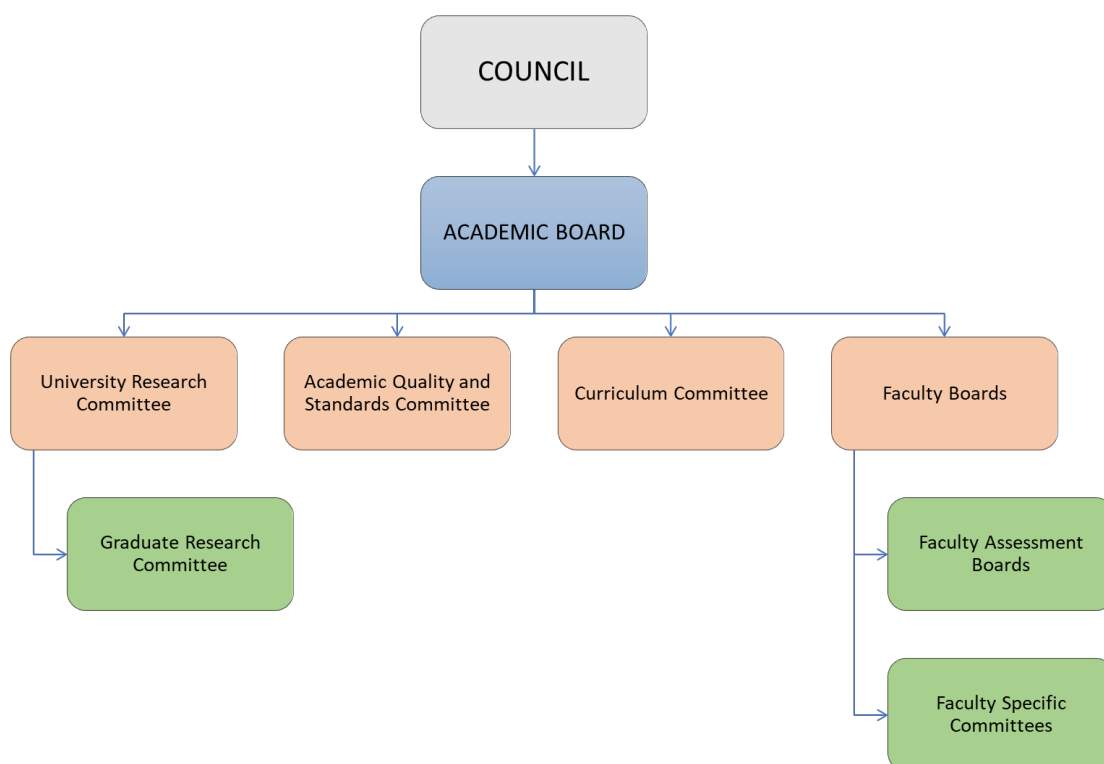 COUNCIL
ACADEMIC BOARD
University Research
Committee
Academic Quality and
Standards Committee
Curriculum Committee
Faculty Boards
Graduate Research
Committee
Faculty Assessment
Boards
Faculty Specific
Committees